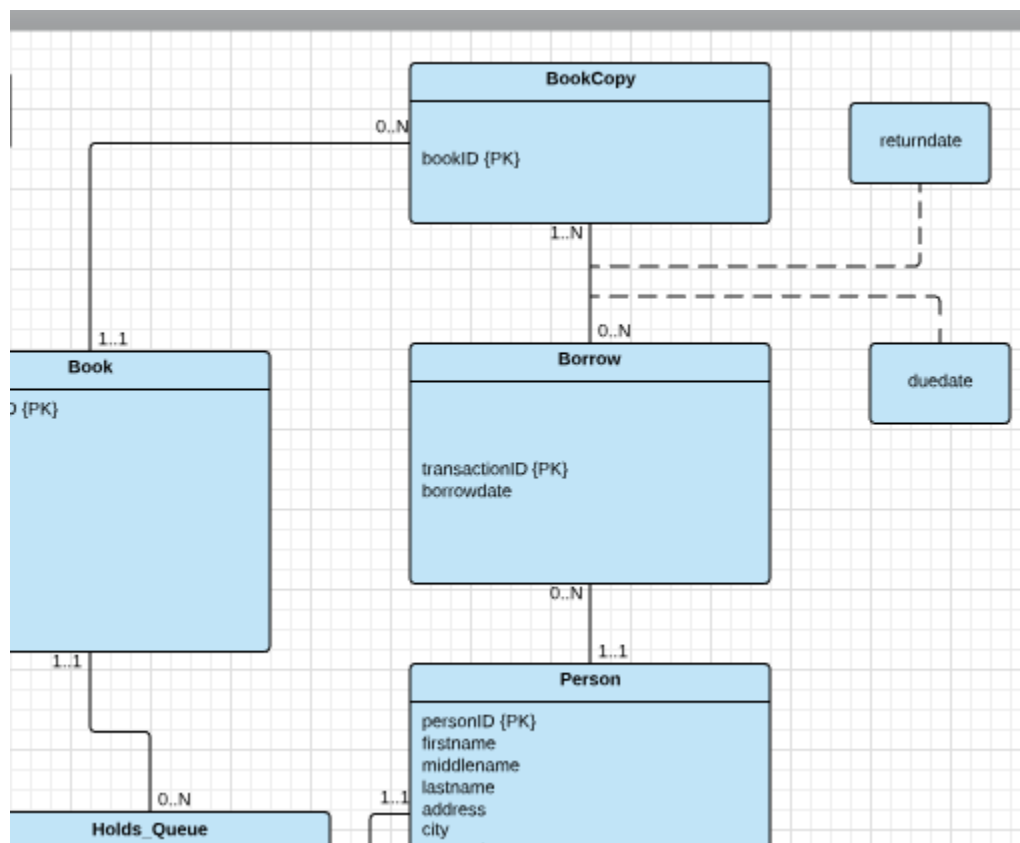 BookCopy
0..N
returndate
bookID {PK}
1..N
1..1
0..N
Book
Borrow
duedate
{PK}
transactionID {PK}
borrowdate
0..N
1..1
1..1
Person
personID {PK}
firstname
middlename
lastname
0..N
1..1
address
Holds_Queue
city